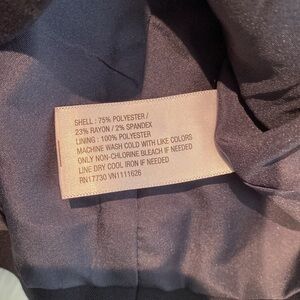 SHELL : 75% POLYESTER /
23% RAYON / 2% SPANDEX
LINING : 100% POLYESTER
MACHINE WASH COLD WITH LIKE COLORS
ONLY NON-CHLORINE BLEACH IF NEEDED
LINE DRY COOL IRON IF NEEDED
RN17730 VN1111626